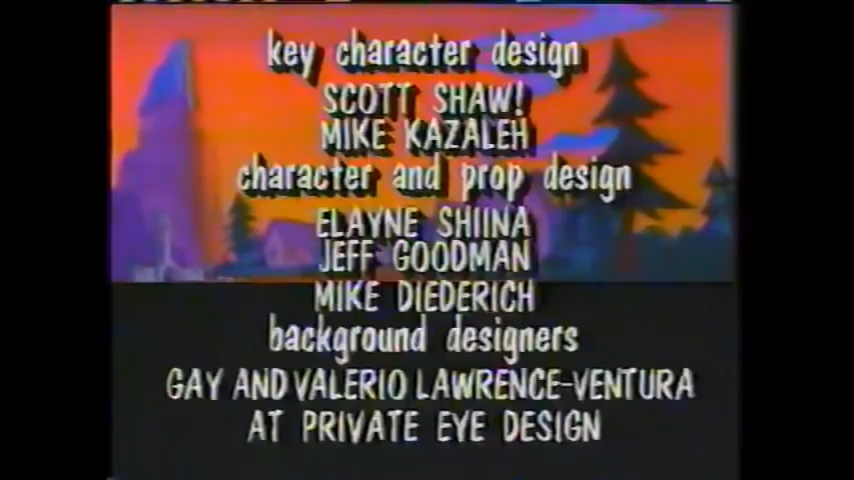 key character design
SCOTT SHAW!
MIKE KAZALEH
character and prop design
ELAYNE SHIINA
JEFF GOODMAN
MIKE DIEDERICH
background designers
GAY AND VALERIO LAWRENCE-VENTURA
AT PRIVATE EYE DESIGN